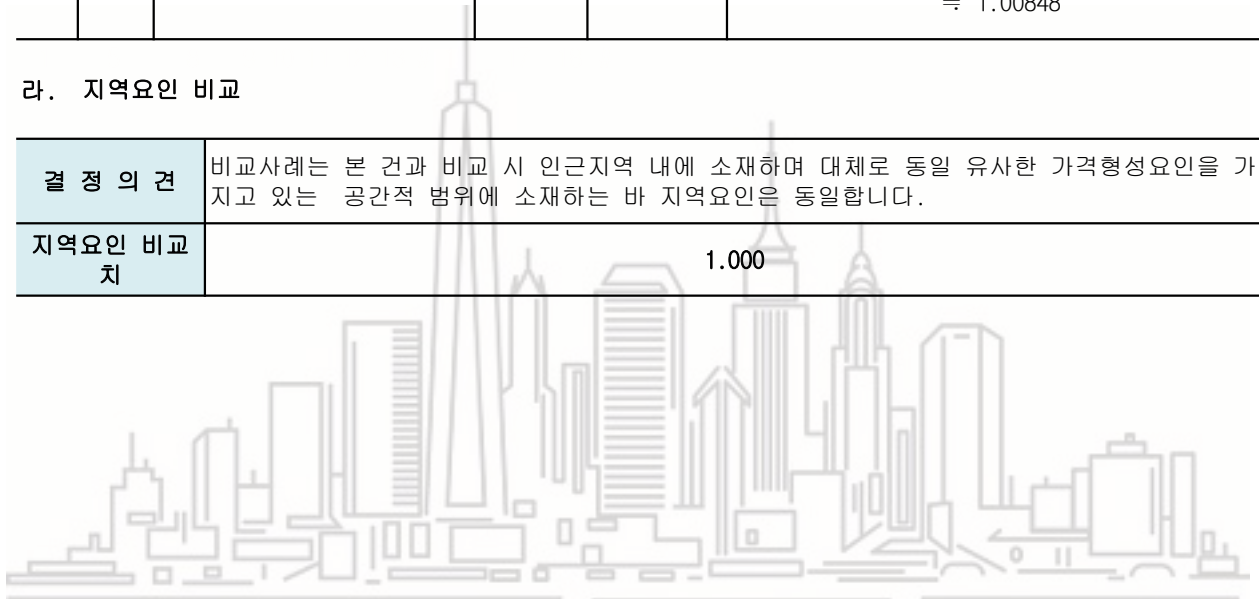 ≒ 1.00848
라. 지역요인 비교
결 정 의 견
비교사례는 본 건과 비교 시 인근지역 내에 소재하며 대체로 동일 유사한 가격형성요인을 가
지고 있는 공간적 범위에 소재하는 바 지역요인은 동일합니다.
지역요인 비교
치
1.000